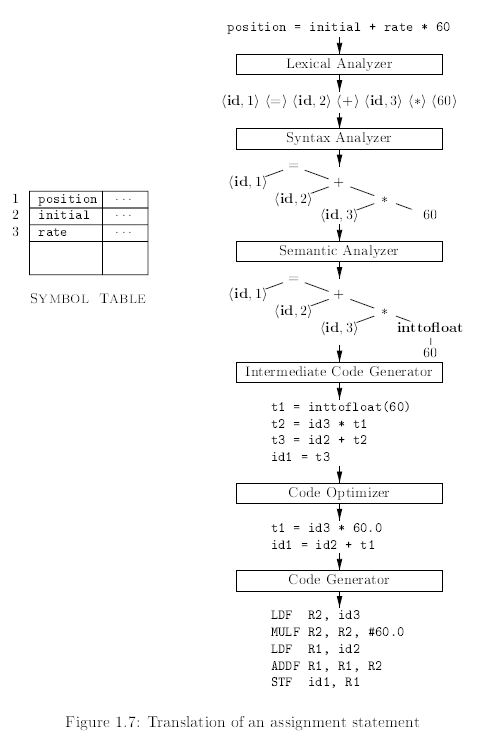 position = initial + rate * 60
Lexical Analyzer
⟨id, 1⟩ ⟨=⟩ ⟨id, 2⟩ ⟨+⟩ ⟨id, 3⟩ ⟨∗⟩ ⟨60⟩
Syntax Analyzer
=
⟨id, 1⟩ +
⟨id, 2⟩ ∗
⟨id, 3⟩ 60
1 position ···
2 initial ···
3 rate ···
SYMBOL TABLE
Semantic Analyzer
=
⟨id, 1⟩ +
⟨id, 2⟩ ∗
⟨id, 3⟩ inttofloat
60
Intermediate Code Generator
t1 = inttofloat(60)
t2 = id3 * t1
t3 = id2 + t2
id1 = t3
Code Optimizer
t1 = id3 * 60.0
id1 = id2 + t1
Code Generator
LDF R2, id3
MULF R2, R2, #60.0
LDF R1, id2
ADDF R1, R1, R2
STF id1, R1
Figure 1.7: Translation of an assignment statement